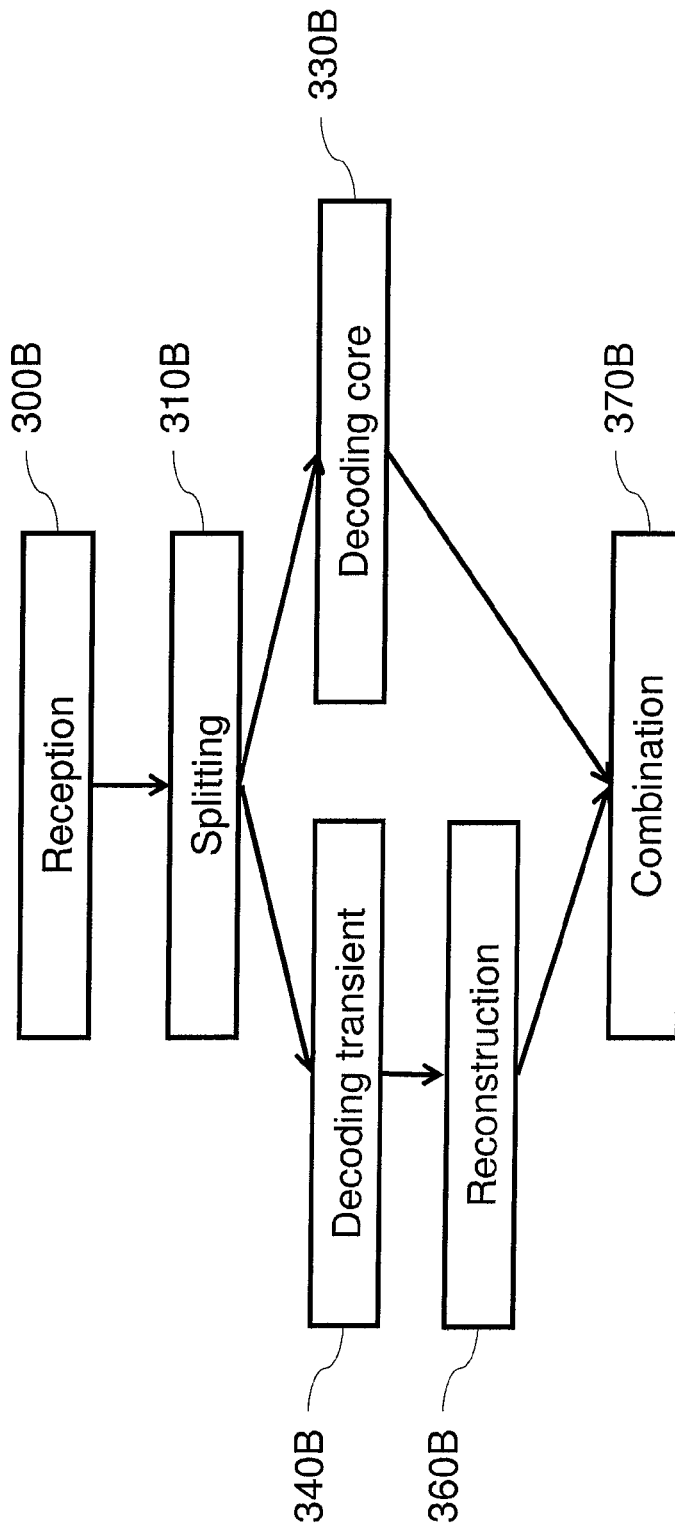 Reception
300B
Splitting
310B
Decoding transient
340B
Decoding core
330B
Reconstruction
360B
Combination
370B